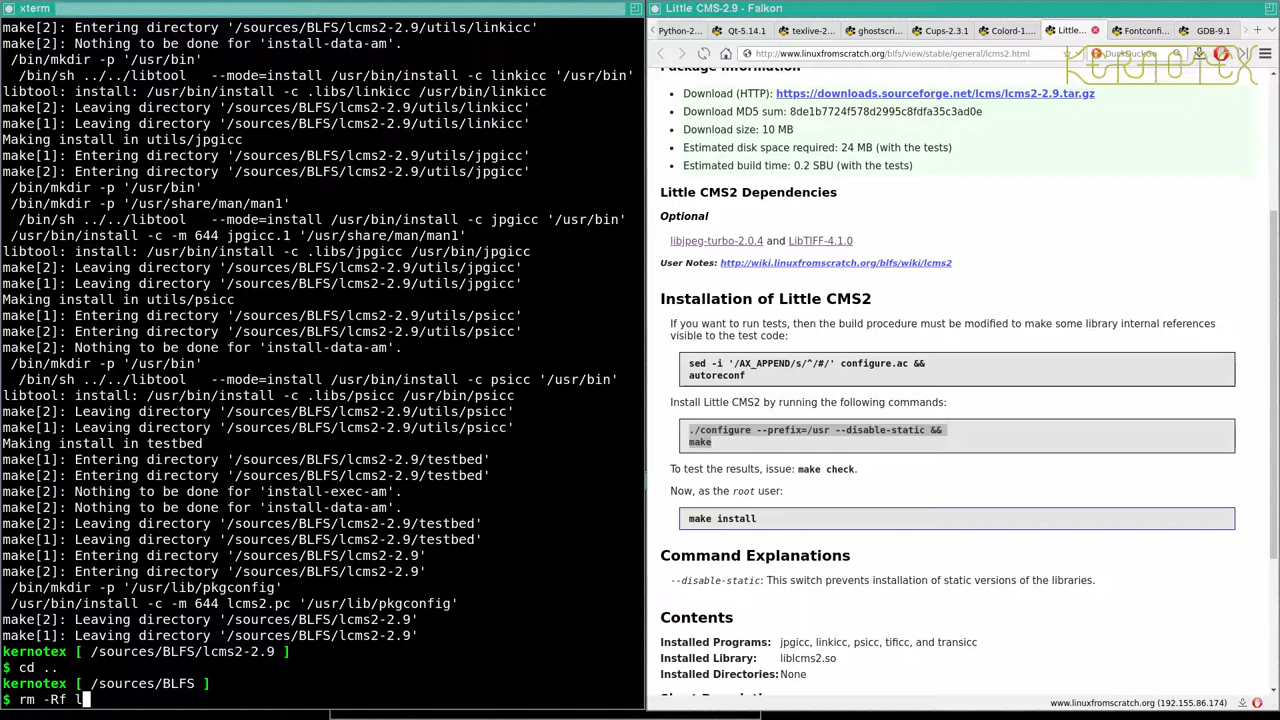 xterm
make[2]: Entering directory '/sources/BLFS/lcms2-2.9/utils/linkicc'
make[2]: Nothing to be done for 'install-data-am'.
/bin/mkdir -p '/usr/bin'
/bin/sh ../../libtool --mode=install /usr/bin/install -c linkicc '/usr/bin'
libtool: install: /usr/bin/install -c .libs/linkicc /usr/bin/linkicc
make[2]: Leaving directory '/sources/BLFS/lcms2-2.9/utils/linkicc'
make[1]: Leaving directory '/sources/BLFS/lcms2-2.9/utils/linkicc'
Making install in utils/jpgicc
make[1]: Entering directory '/sources/BLFS/lcms2-2.9/utils/jpgicc'
make[2]: Entering directory '/sources/BLFS/lcms2-2.9/utils/jpgicc'
/bin/mkdir -p '/usr/bin'
/bin/mkdir -p '/usr/share/man/man1'
/bin/sh ../../libtool --mode=install /usr/bin/install -c jpgicc '/usr/bin'
/usr/bin/install -c -m 644 jpgicc.1 '/usr/share/man/man1'
libtool: install: /usr/bin/install -c .libs/jpgicc /usr/bin/jpgicc
make[2]: Leaving directory '/sources/BLFS/lcms2-2.9/utils/jpgicc'
make[1]: Leaving directory '/sources/BLFS/lcms2-2.9/utils/jpgicc'
Making install in utils/psicc
make[1]: Entering directory '/sources/BLFS/lcms2-2.9/utils/psicc'
make[2]: Entering directory '/sources/BLFS/lcms2-2.9/utils/psicc'
make[2]: Nothing to be done for 'install-data-am'.
/bin/mkdir -p '/usr/bin'
/bin/sh ../../libtool --mode=install /usr/bin/install -c psicc '/usr/bin'
libtool: install: /usr/bin/install -c .libs/psicc /usr/bin/psicc
make[2]: Leaving directory '/sources/BLFS/lcms2-2.9/utils/psicc'
make[1]: Leaving directory '/sources/BLFS/lcms2-2.9/utils/psicc'
Making install in testbed
make[1]: Entering directory '/sources/BLFS/lcms2-2.9/testbed'
make[2]: Entering directory '/sources/BLFS/lcms2-2.9/testbed'
make[2]: Nothing to be done for 'install-exec-am'.
make[2]: Nothing to be done for 'install-data-am'.
make[2]: Leaving directory '/sources/BLFS/lcms2-2.9/testbed'
make[1]: Leaving directory '/sources/BLFS/lcms2-2.9/testbed'
make[1]: Entering directory '/sources/BLFS/lcms2-2.9'
make[2]: Entering directory '/sources/BLFS/lcms2-2.9'
/bin/mkdir -p '/usr/lib/pkgconfig'
/usr/bin/install -c -m 644 lcms2.pc '/usr/lib/pkgconfig'
make[2]: Leaving directory '/sources/BLFS/lcms2-2.9'
make[1]: Leaving directory '/sources/BLFS/lcms2-2.9'
kernotex [ /sources/BLFS/lcms2-2.9 ]
$ cd ..
kernotex [ /sources/BLFS ]
$ rm -Rf l
Little CMS-2.9 - Falkon
Python-2... Qt-5.14.1 texlive-2... ghostscri... Cups-2.3.1 Colord-1... Little... Fontconfi... GDB-9.1
http://www.linuxfromscratch.org/blfs/view/stable/general/lcms2.html DuckDuckGo
KERNOTEX
Package Information
Download (HTTP): https://downloads.sourceforge.net/lcms/lcms2-2.9.tar.gz
Download MD5 sum: 8de1b7724f578d2995c8fdfa35c3ad0e
Download size: 10 MB
Estimated disk space required: 24 MB (with the tests)
Estimated build time: 0.2 SBU (with the tests)
Little CMS2 Dependencies
Optional
libjpeg-turbo-2.0.4 and LibTIFF-4.1.0
User Notes: http://wiki.linuxfromscratch.org/blfs/wiki/lcms2
Installation of Little CMS2
If you want to run tests, then the build procedure must be modified to make some library internal references
visible to the test code:
sed -i '/AX_APPEND/s/^/#/' configure.ac &&
autoreconf
Install Little CMS2 by running the following commands:
./configure --prefix=/usr --disable-static &&
make
To test the results, issue: make check.
Now, as the root user:
make install
Command Explanations
--disable-static: This switch prevents installation of static versions of the libraries.
Contents
Installed Programs: jpgicc, linkicc, psicc, tificc, and transicc
Installed Library: liblcms2.so
Installed Directories: None
www.linuxfromscratch.org (192.155.86.174)